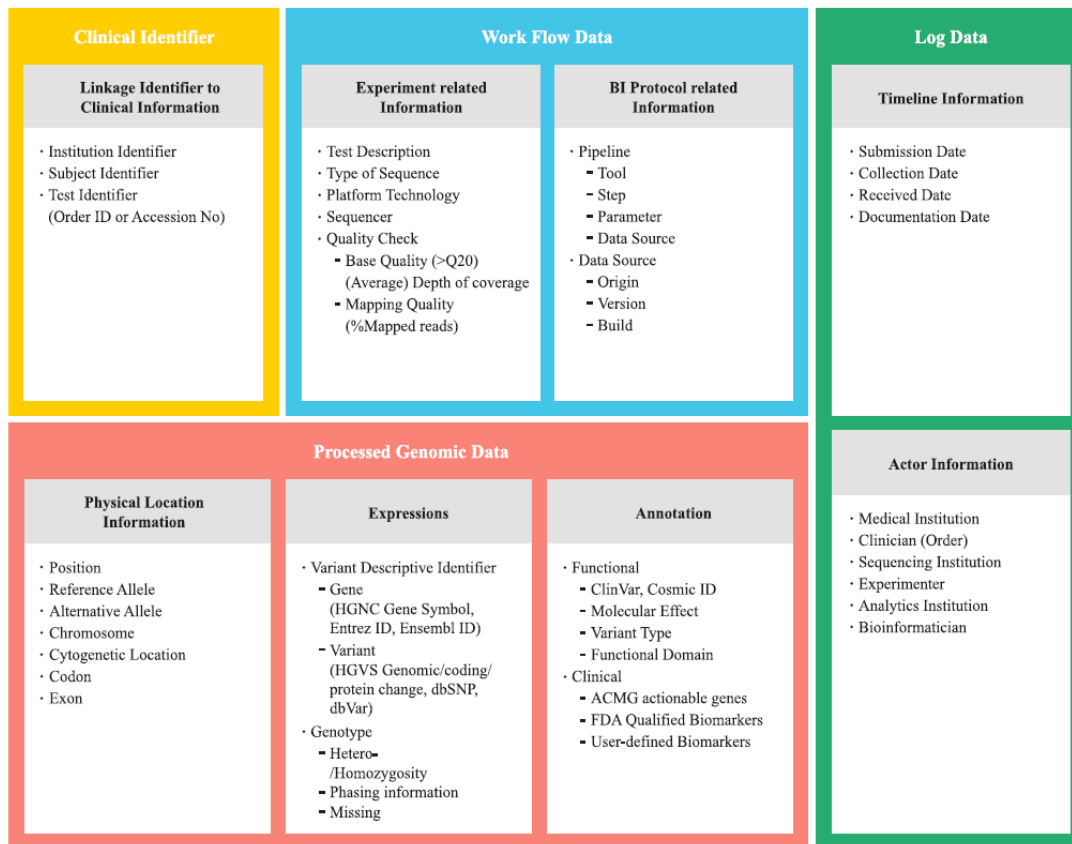 Clinical Identifier
Linkage Identifier to
Clinical Information
· Institution Identifier
· Subject Identifier
· Test Identifier
(Order ID or Accession No)
Work Flow Data
Experiment related
Information
· Test Description
· Type of Sequence
· Platform Technology
· Sequencer
· Quality Check
- Base Quality (>Q20)
(Average) Depth of coverage
- Mapping Quality
(%Mapped reads)
BI Protocol related
Information
· Pipeline
- Tool
- Step
- Parameter
- Data Source
· Data Source
- Origin
- Version
- Build
Log Data
Timeline Information
· Submission Date
· Collection Date
· Received Date
· Documentation Date
Actor Information
· Medical Institution
· Clinician (Order)
· Sequencing Institution
· Experimenter
· Analytics Institution
· Bioinformatician
Processed Genomic Data
Physical Location
Information
· Position
· Reference Allele
· Alternative Allele
· Chromosome
· Cytogenetic Location
· Codon
· Exon
Expressions
· Variant Descriptive Identifier
- Gene
(HGNC Gene Symbol,
Entrez ID, Ensembl ID)
- Variant
(HGVS Genomic/coding/
protein change, dbSNP,
dbVar)
· Genotype
- Hetero-
/Homozygosity
- Phasing information
- Missing
Annotation
· Functional
- ClinVar, Cosmic ID
- Molecular Effect
- Variant Type
- Functional Domain
· Clinical
- ACMG actionable genes
- FDA Qualified Biomarkers
- User-defined Biomarkers